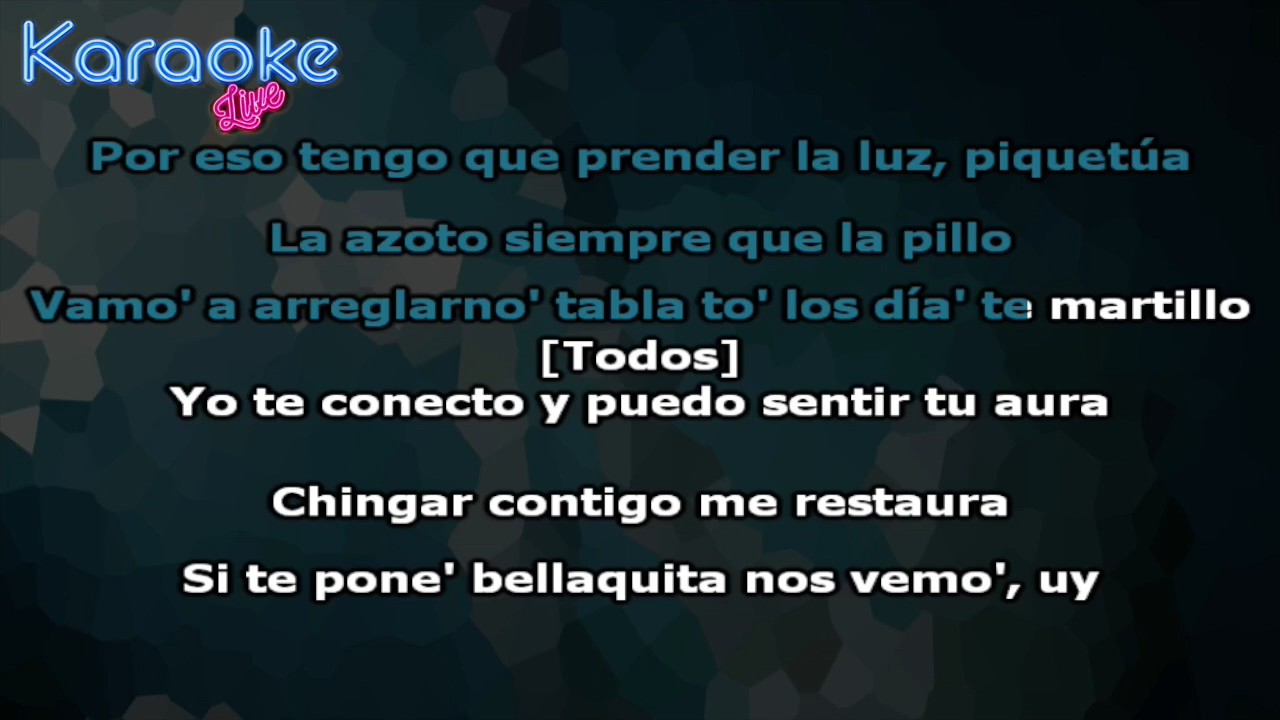 Karaoke
Live
Por eso tengo que prender la luz, piquetúa
La azoto siempre que la pillo
Vamo' a arreglarno' tabla to' los día' te martillo
[Todos]
Yo te conecto y puedo sentir tu aura
Chingar contigo me restaura
Si te pone' bellaquita nos vemo', uy